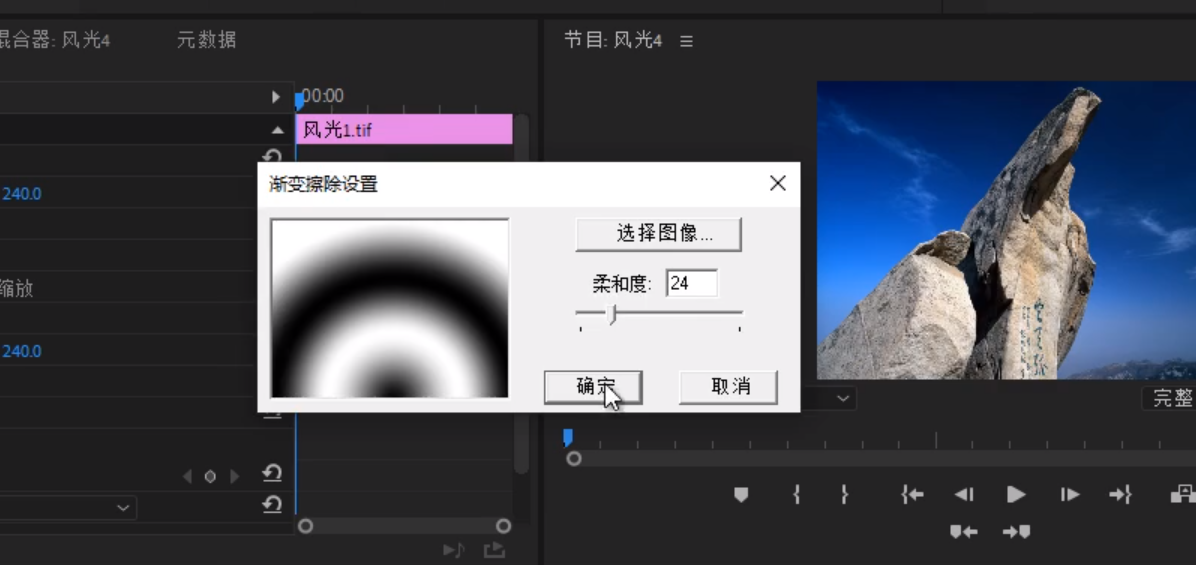 混合器: 风光4
元数据
节目: 风光4
00:00
风光1.tif
渐变擦除设置
240.0
选择图像...
柔和度: 24
缩放
240.0
确定
取消
完整